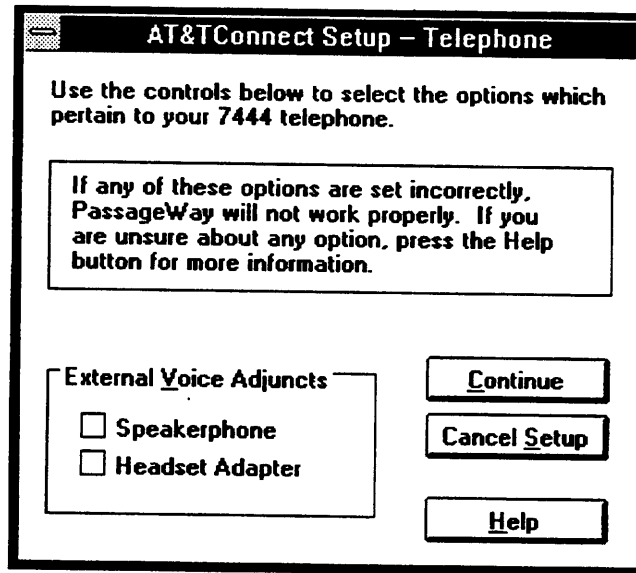 AT&TConnect Setup – Telephone
Use the controls below to select the options which
pertain to your 7444 telephone.
If any of these options are set incorrectly,
PassageWay will not work properly. If you
are unsure about any option, press the Help
button for more information.
External Voice Adjuncts
Speakerphone
Headset Adapter
Continue
Cancel Setup
Help